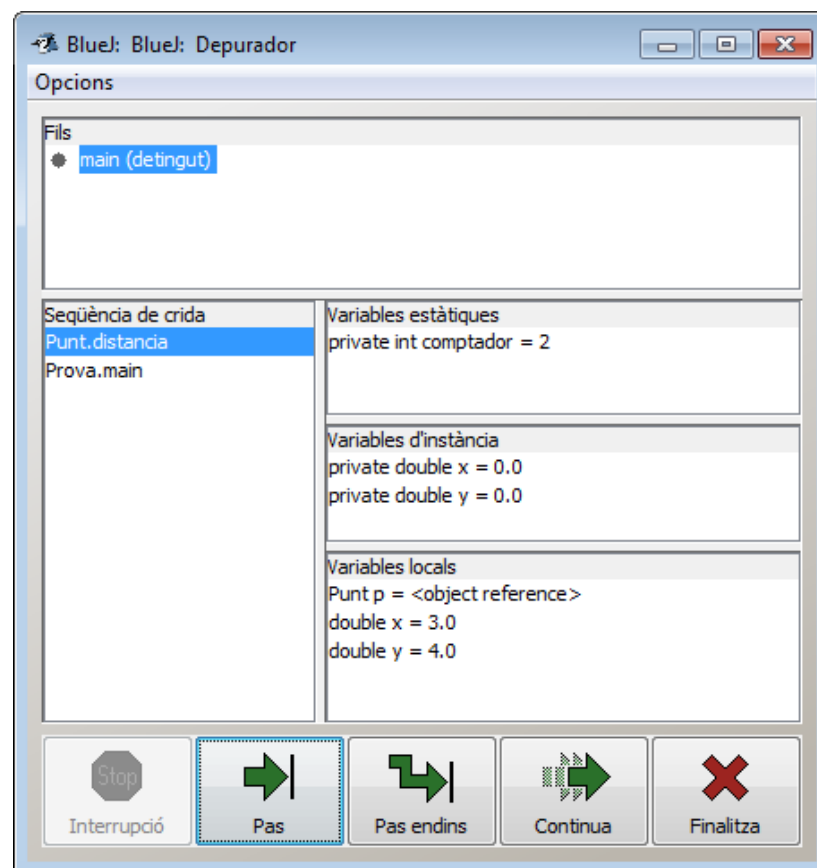 BlueJ: BlueJ: Depurador
Opcions
Fils
main (detingut)
Seqüència de crida
Punt.distancia
Prova.main
Variables estàtiques
private int comptador = 2
Variables d'instància
private double x = 0.0
private double y = 0.0
Variables locals
Punt p = <object reference>
double x = 3.0
double y = 4.0
Stop
Interrupció
Pas
Pas endins
Continua
Finalitza